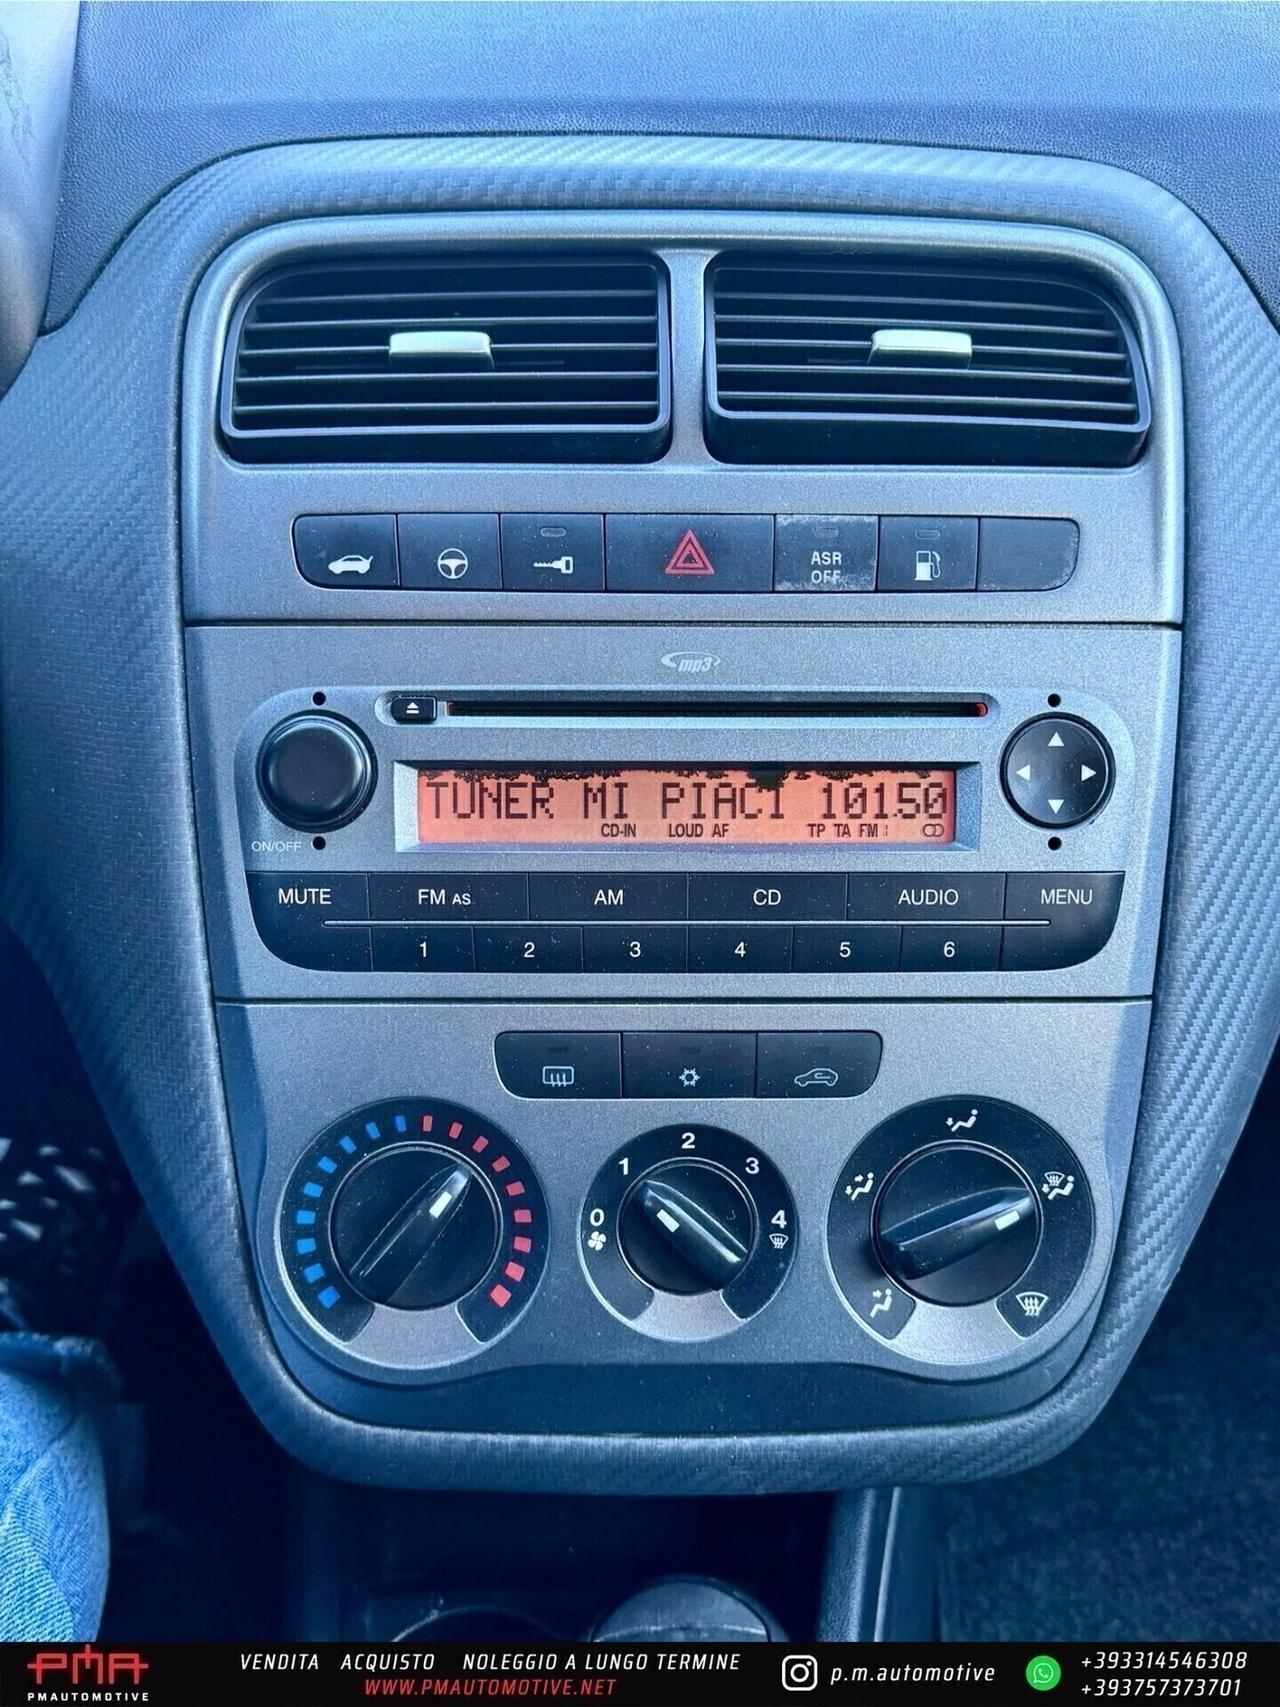 ASR
OFF
mp3
TUNER MI PIACI 101.50
CD-IN LOUD AF TP TA FM
ON/OFF
MUTE FM AS AM CD AUDIO MENU
1 2 3 4 5 6
2
1 3
0 4
PMA
PMAUTOMOTIVE
VENDITA ACQUISTO NOLEGGIO A LUNGO TERMINE
WWW.PMAUTOMOTIVE.NET
p.m.automotive
+393314546308
+393757373701